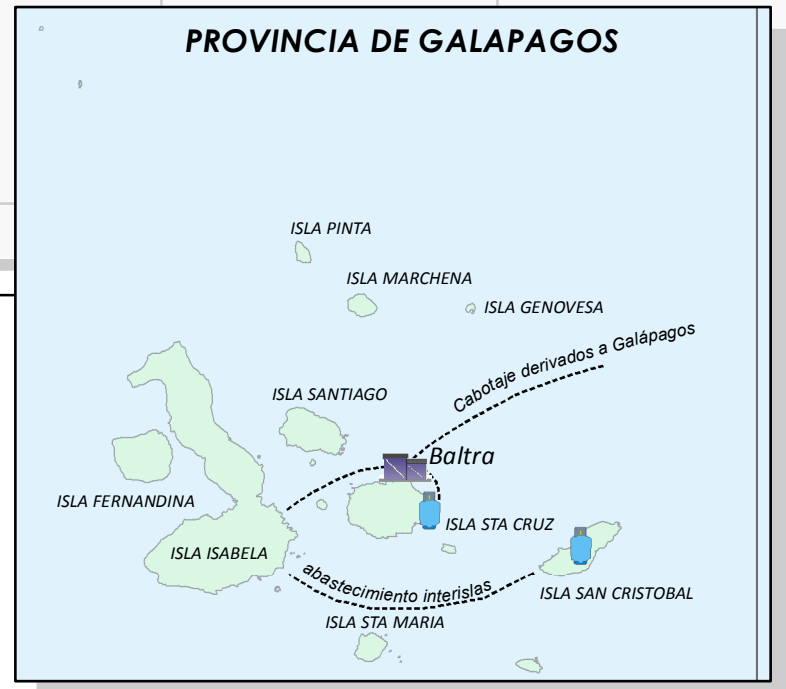 PROVINCIA DE GALAPAGOS
ISLA PINTA
ISLA MARCHENA
ISLA GENOVESA
Cabotaje derivados a Galápagos
ISLA SANTIAGO
Baltra
ISLA FERNANDINA
ISLA STA CRUZ
ISLA ISABELA
abastecimiento interislas
ISLA SAN CRISTOBAL
ISLA STA MARIA